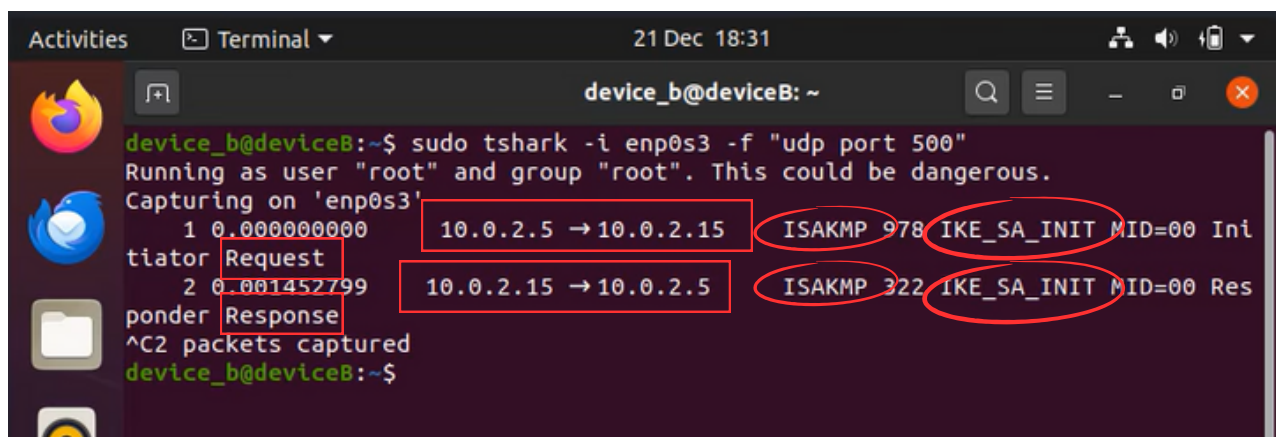 Activities Terminal 21 Dec 18:31
device_b@deviceB: ~
device_b@deviceB:~$ sudo tshark -i enp0s3 -f "udp port 500"
Running as user "root" and group "root". This could be dangerous.
Capturing on 'enp0s3'
1 0.000000000 10.0.2.5 → 10.0.2.15 ISAKMP 978 IKE_SA_INIT MID=00 Ini
tiator Request
2 0.001452799 10.0.2.15 → 10.0.2.5 ISAKMP 322 IKE_SA_INIT MID=00 Res
ponder Response
^C2 packets captured
device_b@deviceB:~$